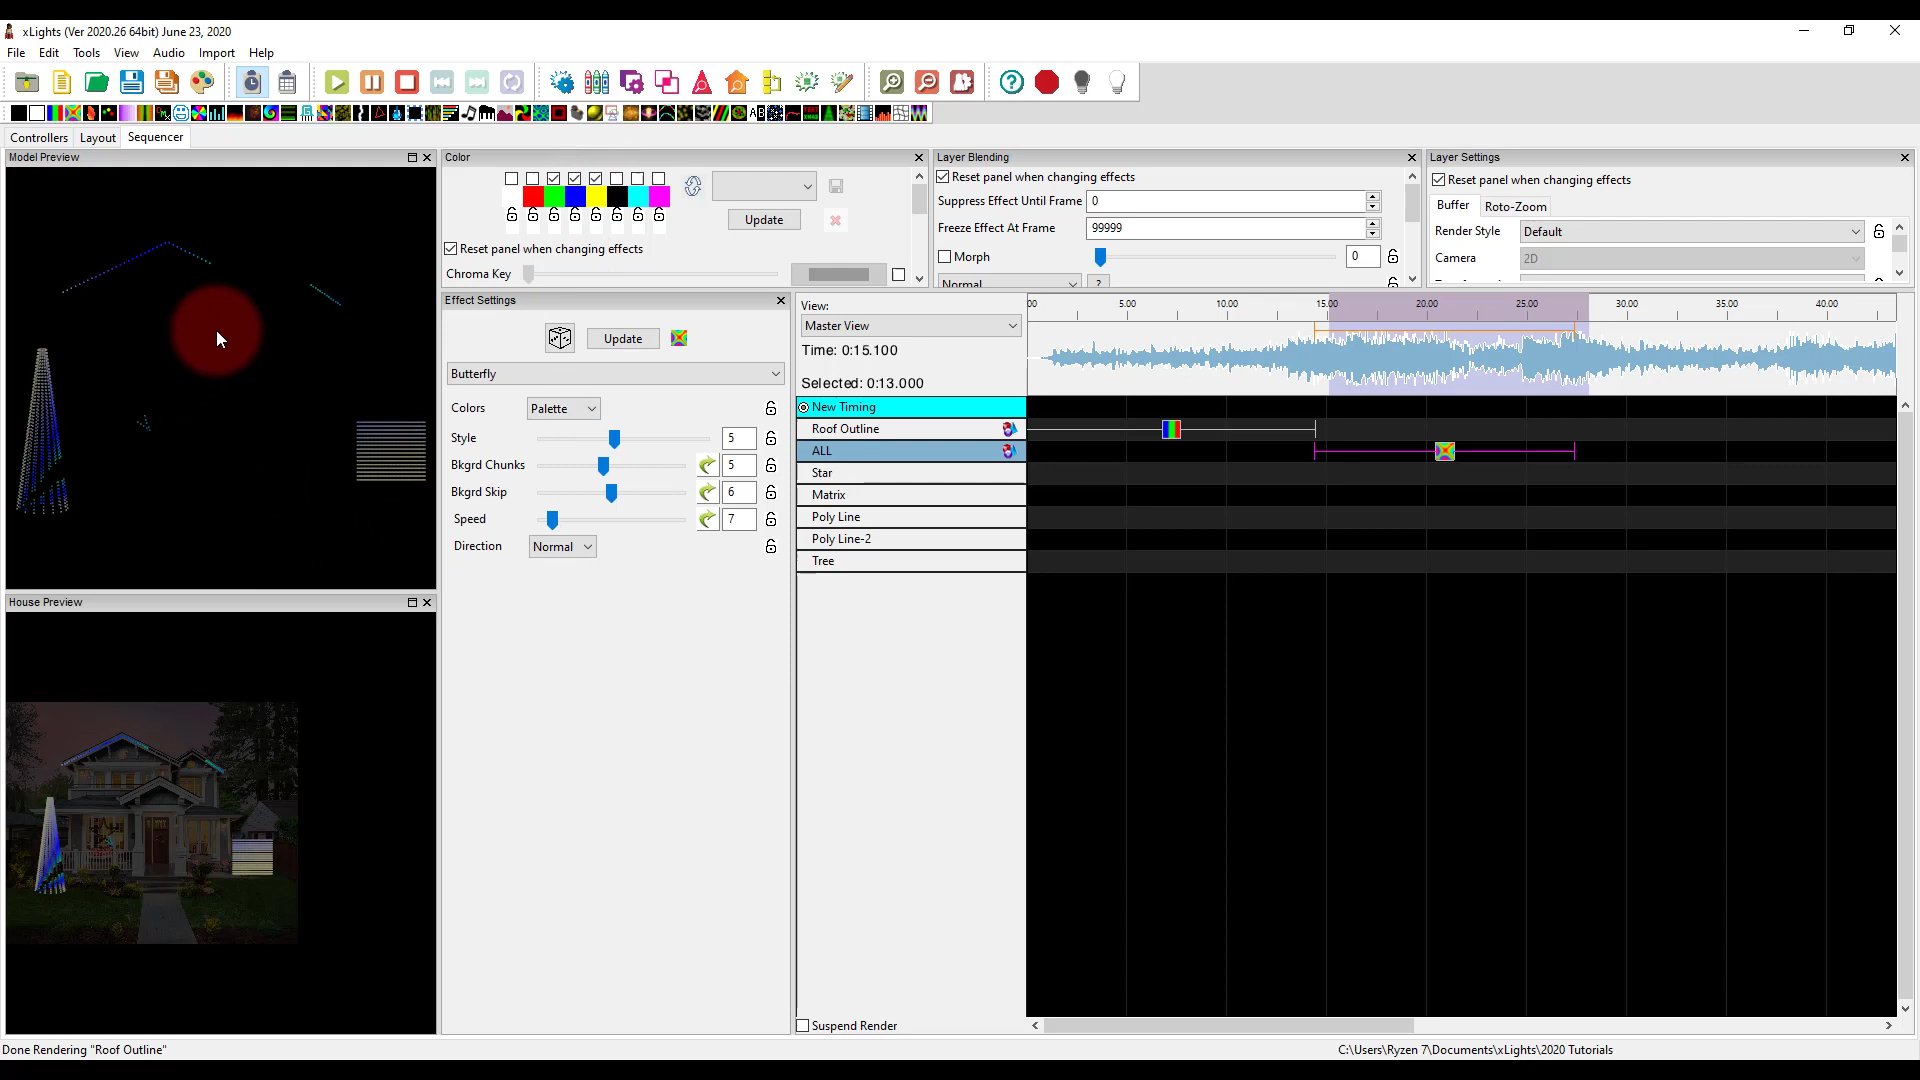 xLights (Ver 2020.26 64bit) June 23, 2020
File Edit Tools View Audio Import Help
Controllers Layout Sequencer
Model Preview
Color
Layer Blending
Layer Settings
Reset panel when changing effects
Reset panel when changing effects
Suppress Effect Until Frame 0
Buffer Roto-Zoom
Update
Freeze Effect At Frame 99999
Render Style Default
Reset panel when changing effects
Morph 0
Camera 2D
Chroma Key
Normal ?
Effect Settings
View:
00 5.00 10.00 15.00 20.00 25.00 30.00 35.00 40.00
Master View
Update
Time: 0:15.100
Butterfly
Selected: 0:13.000
Colors Palette
New Timing
Style 5
Roof Outline
Bkgrd Chunks 5
ALL
Bkgrd Skip 6
Star
Speed 7
Matrix
Direction Normal
Poly Line
Poly Line-2
Tree
House Preview
Suspend Render
Done Rendering "Roof Outline"
C:\Users\Ryzen 7\Documents\xLights\2020 Tutorials